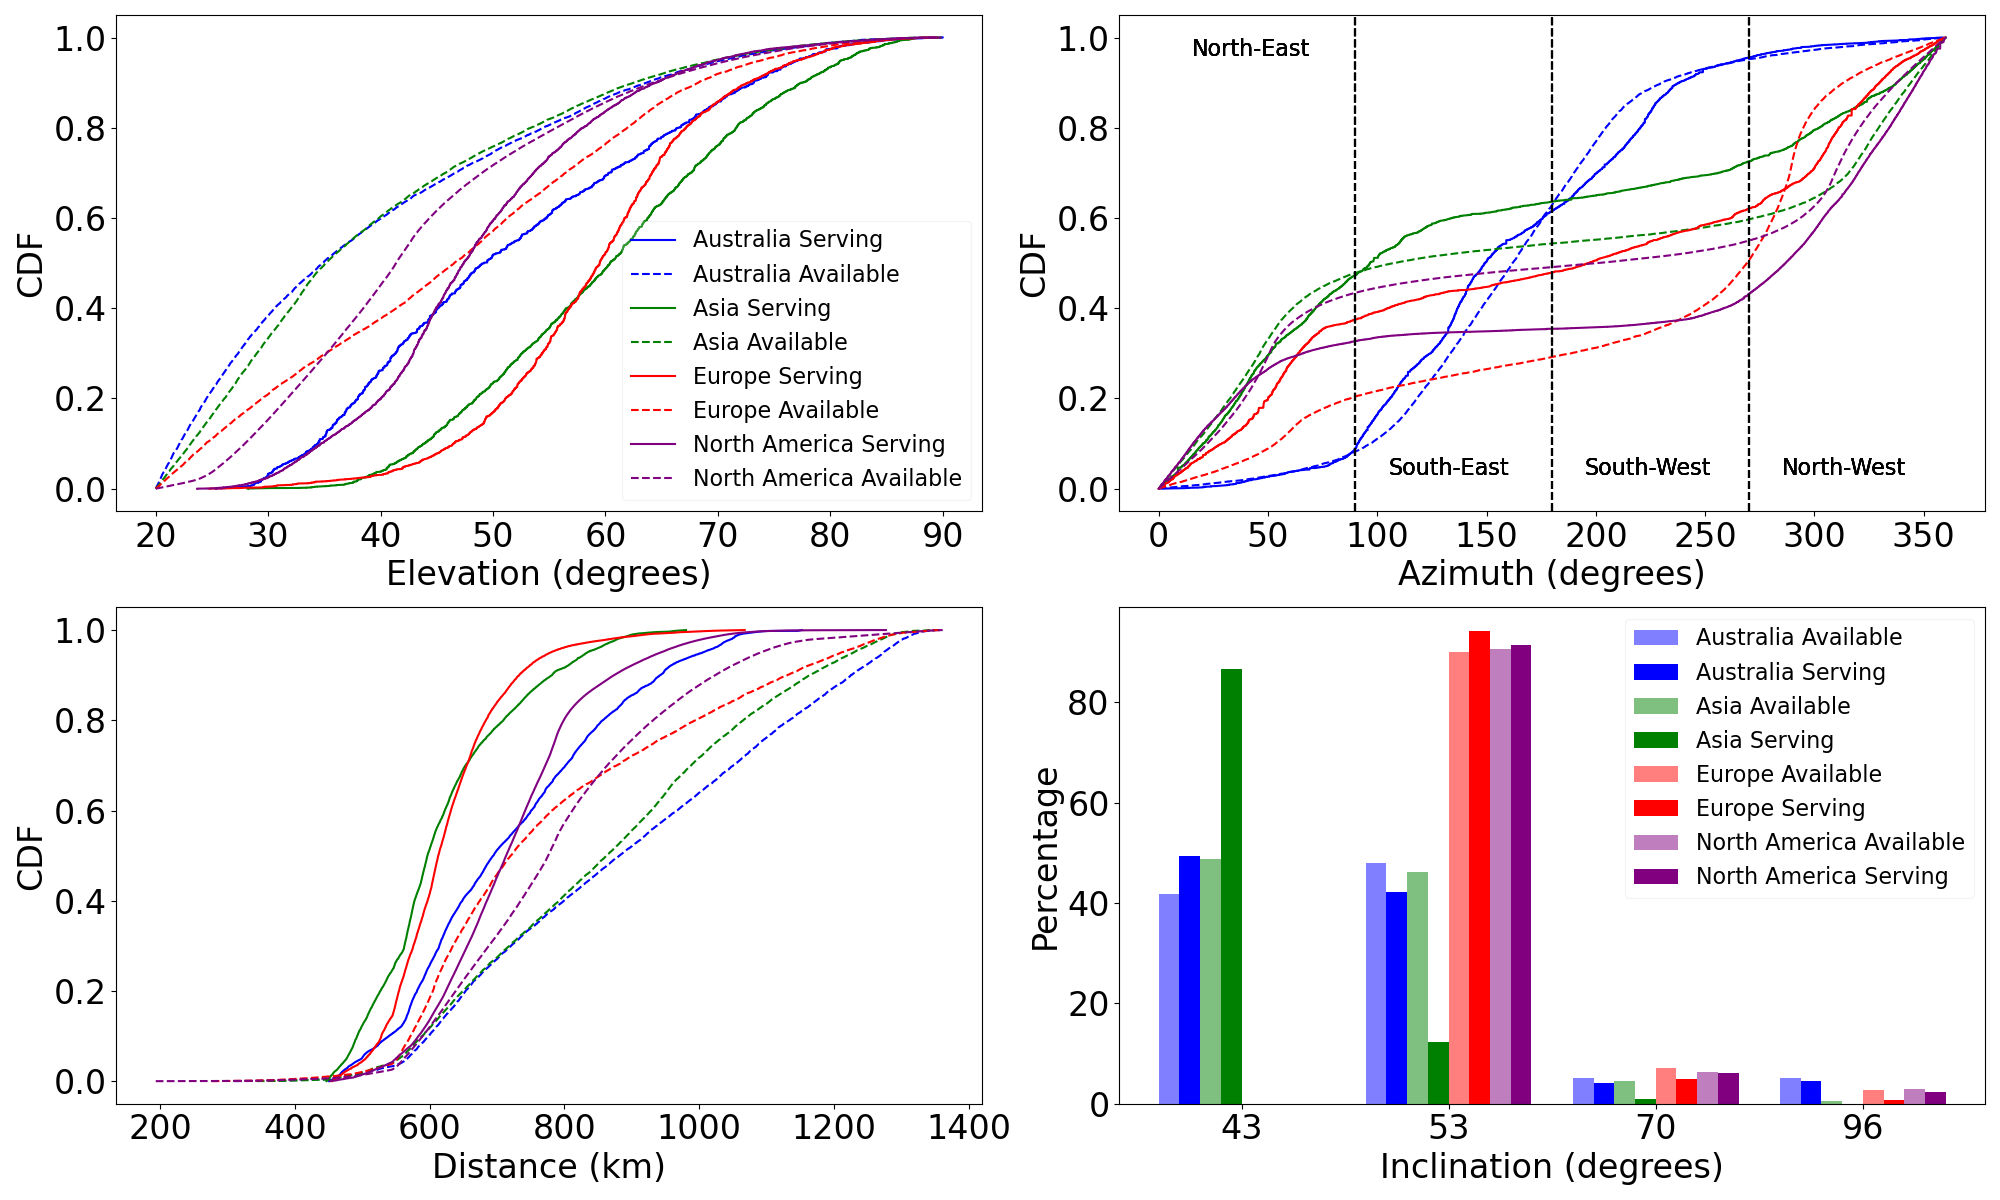 1.0
0.8
0.6
0.4
0.2
0.0
CDF
20 30 40 50 60 70 80 90
Elevation (degrees)
Australia Serving
Australia Available
Asia Serving
Asia Available
Europe Serving
Europe Available
North America Serving
North America Available
1.0
0.8
0.6
0.4
0.2
0.0
CDF
North-East
South-East South-West North-West
0 50 100 150 200 250 300 350
Azimuth (degrees)
1.0
0.8
0.6
0.4
0.2
0.0
CDF
200 400 600 800 1000 1200 1400
Distance (km)
80
60
40
20
0
Percentage
Australia Available
Australia Serving
Asia Available
Asia Serving
Europe Available
Europe Serving
North America Available
North America Serving
43 53 70 96
Inclination (degrees)